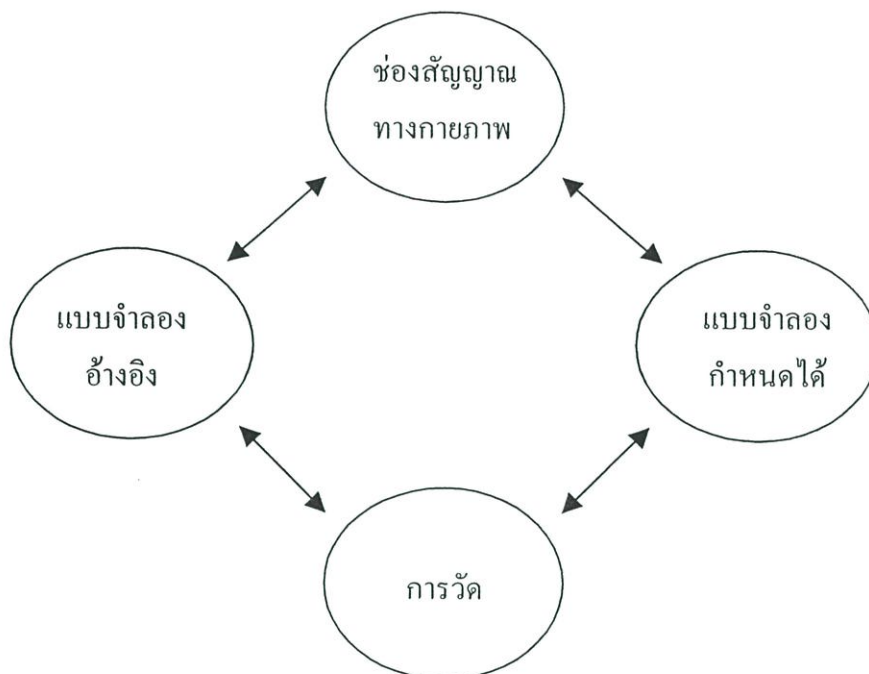 ช่องสัญญาณ
ทางกายภาพ
แบบจำลอง
อ้างอิง
แบบจำลอง
กำหนดได้
การวัด